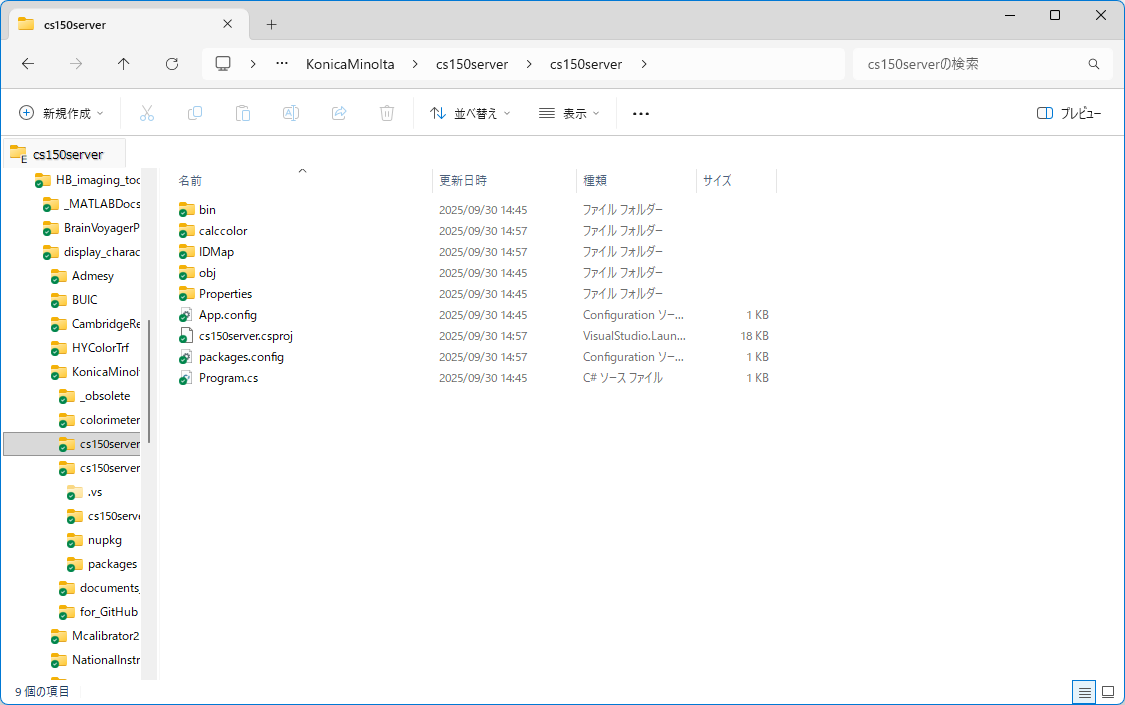 cs150server
KonicaMinolta cs150server cs150server
cs150serverの検索
新規作成 並べ替え 表示 プレビュー
cs150server
HB_imaging_too
_MATLABDocs
BrainVoyagerP
display_charac
Admesy
BUIC
CambridgeRe
HYColorTrf
KonicaMinol
_obsolete
colorimeter
cs150server
cs150server
.vs
cs150serve
nupkg
packages
documents_
for_GitHub
Mcalibrator2
NationalInstr
名前 更新日時 種類 サイズ
bin 2025/09/30 14:45 ファイル フォルダー
calccolor 2025/09/30 14:57 ファイル フォルダー
IDMap 2025/09/30 14:57 ファイル フォルダー
obj 2025/09/30 14:45 ファイル フォルダー
Properties 2025/09/30 14:45 ファイル フォルダー
App.config 2025/09/30 14:45 Configuration ソー... 1 KB
cs150server.csproj 2025/09/30 14:57 VisualStudio.Laun... 18 KB
packages.config 2025/09/30 14:57 Configuration ソー... 1 KB
Program.cs 2025/09/30 14:45 C# ソース ファイル 1 KB
9 個の項目